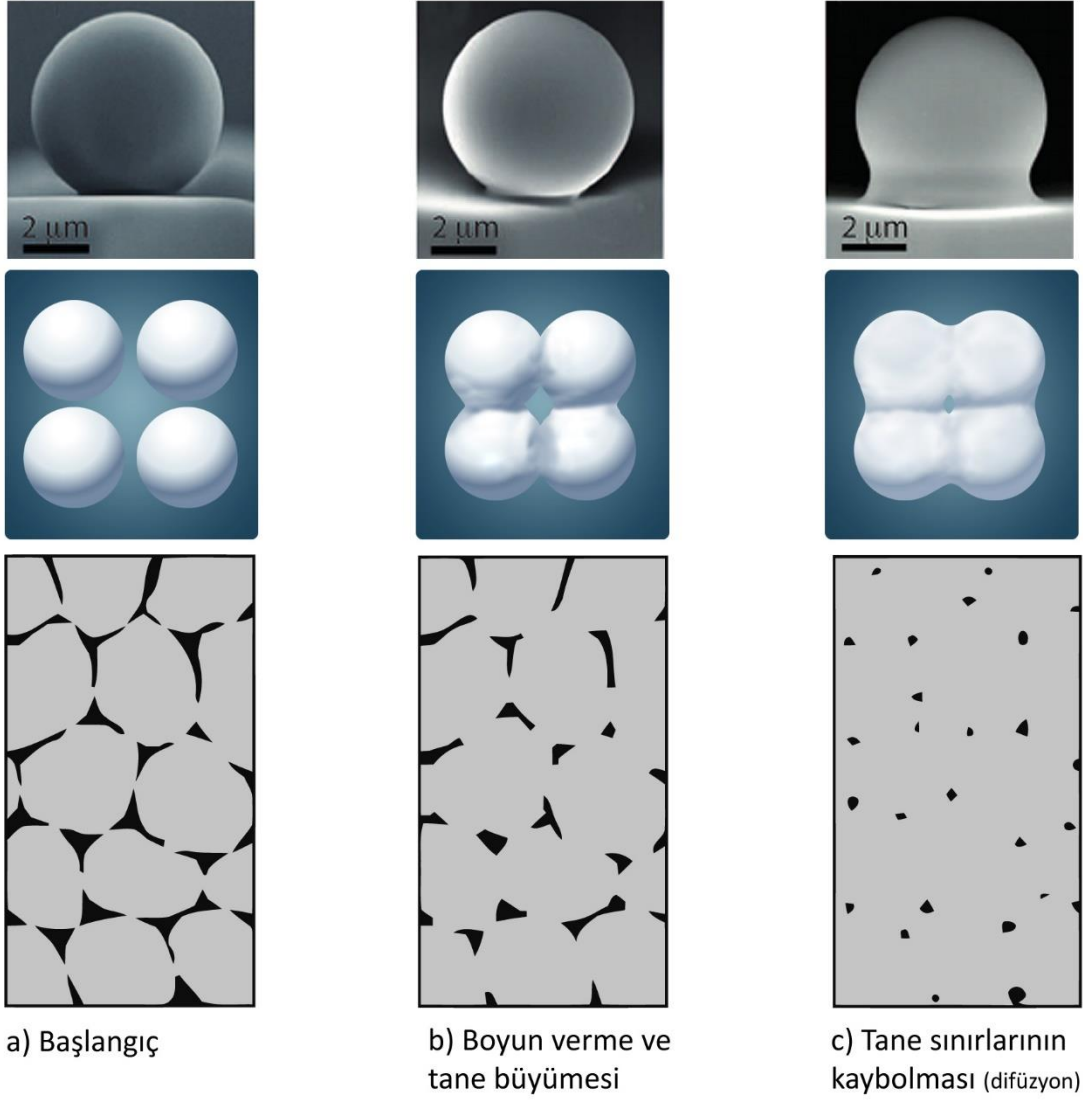 2 µm
2 µm
2 µm
a) Başlangıç
b) Boyun verme ve
tane büyümesi
c) Tane sınırlarının
kaybolması (difüzyon)